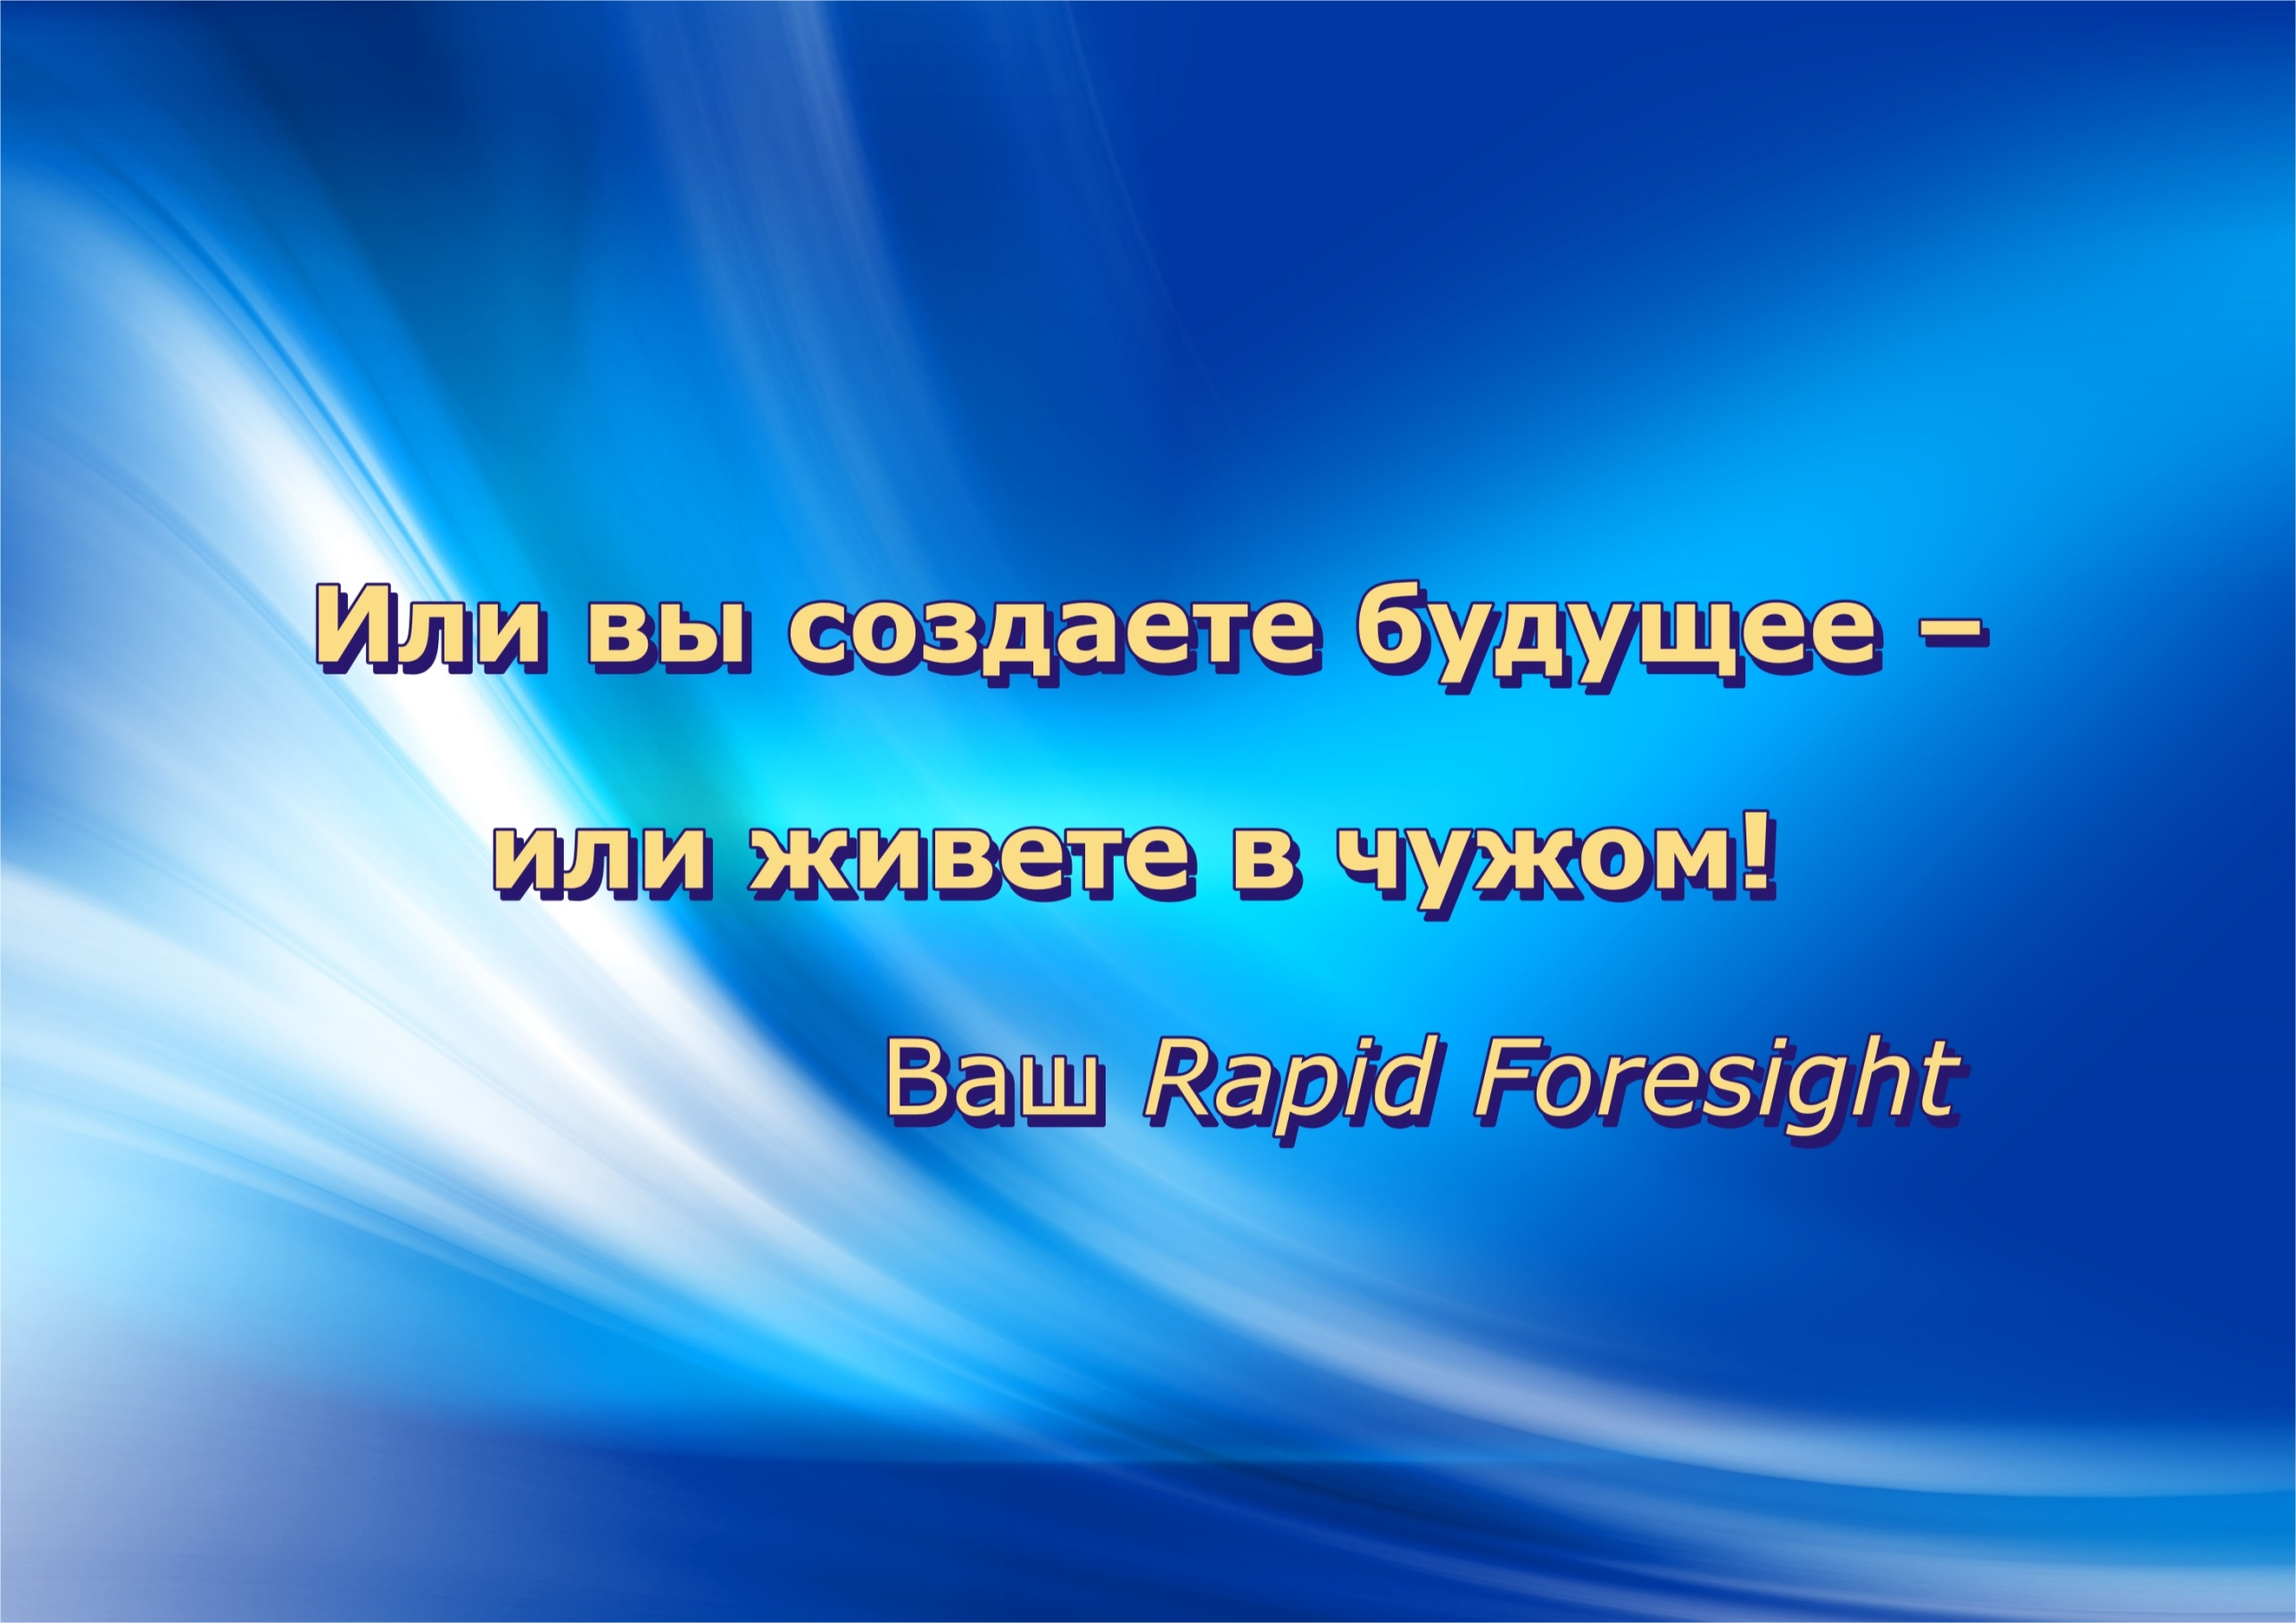 Или вы создаете будущее –
или живете в чужом!
Ваш Rapid Foresight